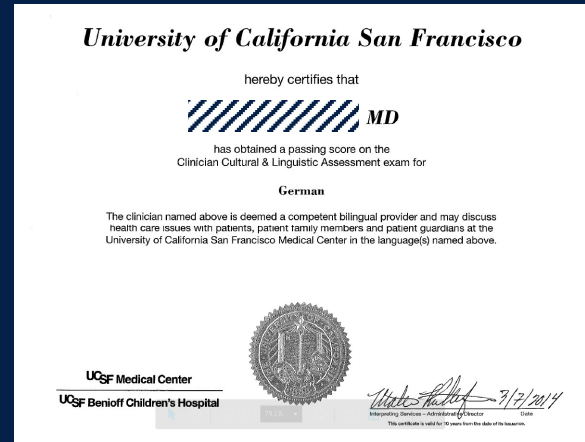 University of California San Francisco
hereby certifies that
MD
has obtained a passing score on the
Clinician Cultural & Linguistic Assessment exam for
German
The clinician named above is deemed a competent bilingual provider and may discuss
health care issues with patients, patient family members and patient guardians at the
University of California San Francisco Medical Center in the language(s) named above.
UCSF Medical Center
UCSF Benioff Children's Hospital
3/7/2014
Interpreting Services – Administrative Director
Date
This certificate is valid for 10 years from the date of its issuance.